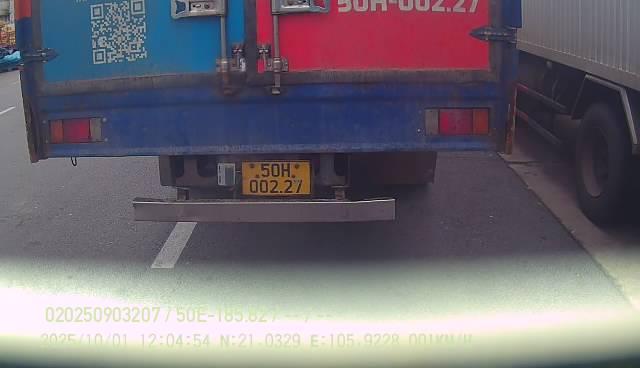 50H-002.27
50H
002.27
020250903207 / 50E-185.82 / -- / --
2025/10/01 12:04:54 N:21.0329 E:105.9228 001KM/H